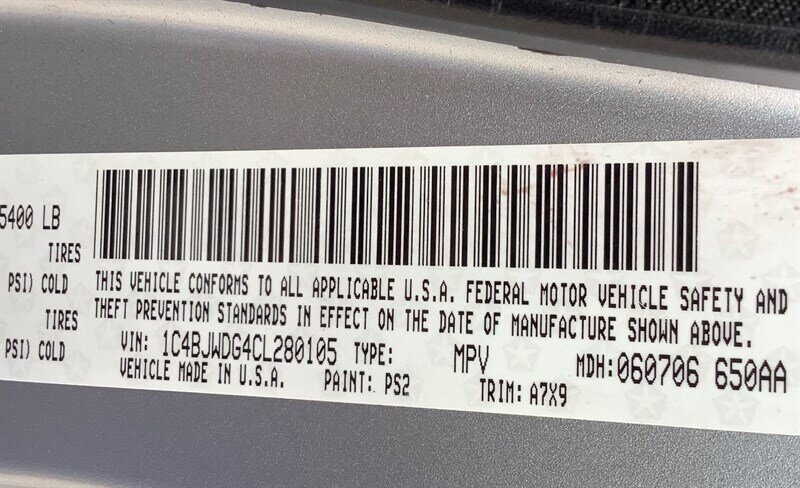 5400 LB
TIRES
PSI) COLD
TIRES
PSI) COLD
THIS VEHICLE CONFORMS TO ALL APPLICABLE U.S.A. FEDERAL MOTOR VEHICLE SAFETY AND
THEFT PREVENTION STANDARDS IN EFFECT ON THE DATE OF MANUFACTURE SHOWN ABOVE.
VIN: 1C4BJWDG4CL280105 TYPE: MPV MDH: 060706 650AA
VEHICLE MADE IN U.S.A. PAINT: PS2 TRIM: A7X9